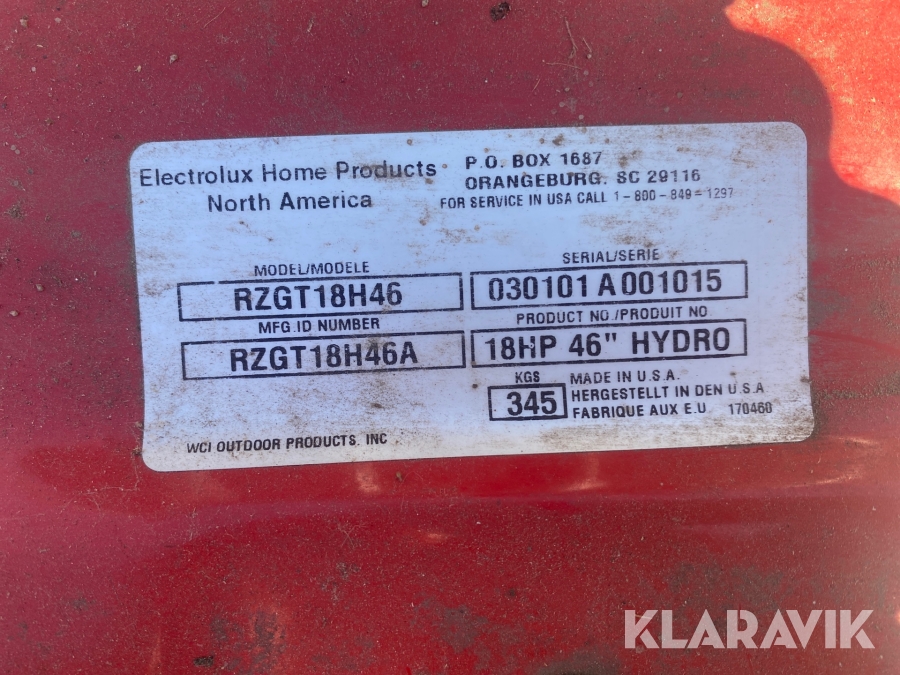 Electrolux Home Products
North America
P.O. BOX 1687
ORANGEBURG, SC 29116
FOR SERVICE IN USA CALL 1-800-849-1297
MODEL/MODELE
RZGT18H46
SERIAL/SERIE
030101A001015
MFG.ID NUMBER
RZGT18H46A
PRODUCT NO./PRODUIT NO
18HP 46" HYDRO
KGS
345
MADE IN U.S.A.
HERGESTELLT IN DEN U.S.A
FABRIQUE AUX E.U 170460
WCI OUTDOOR PRODUCTS, INC
KLARAVIK